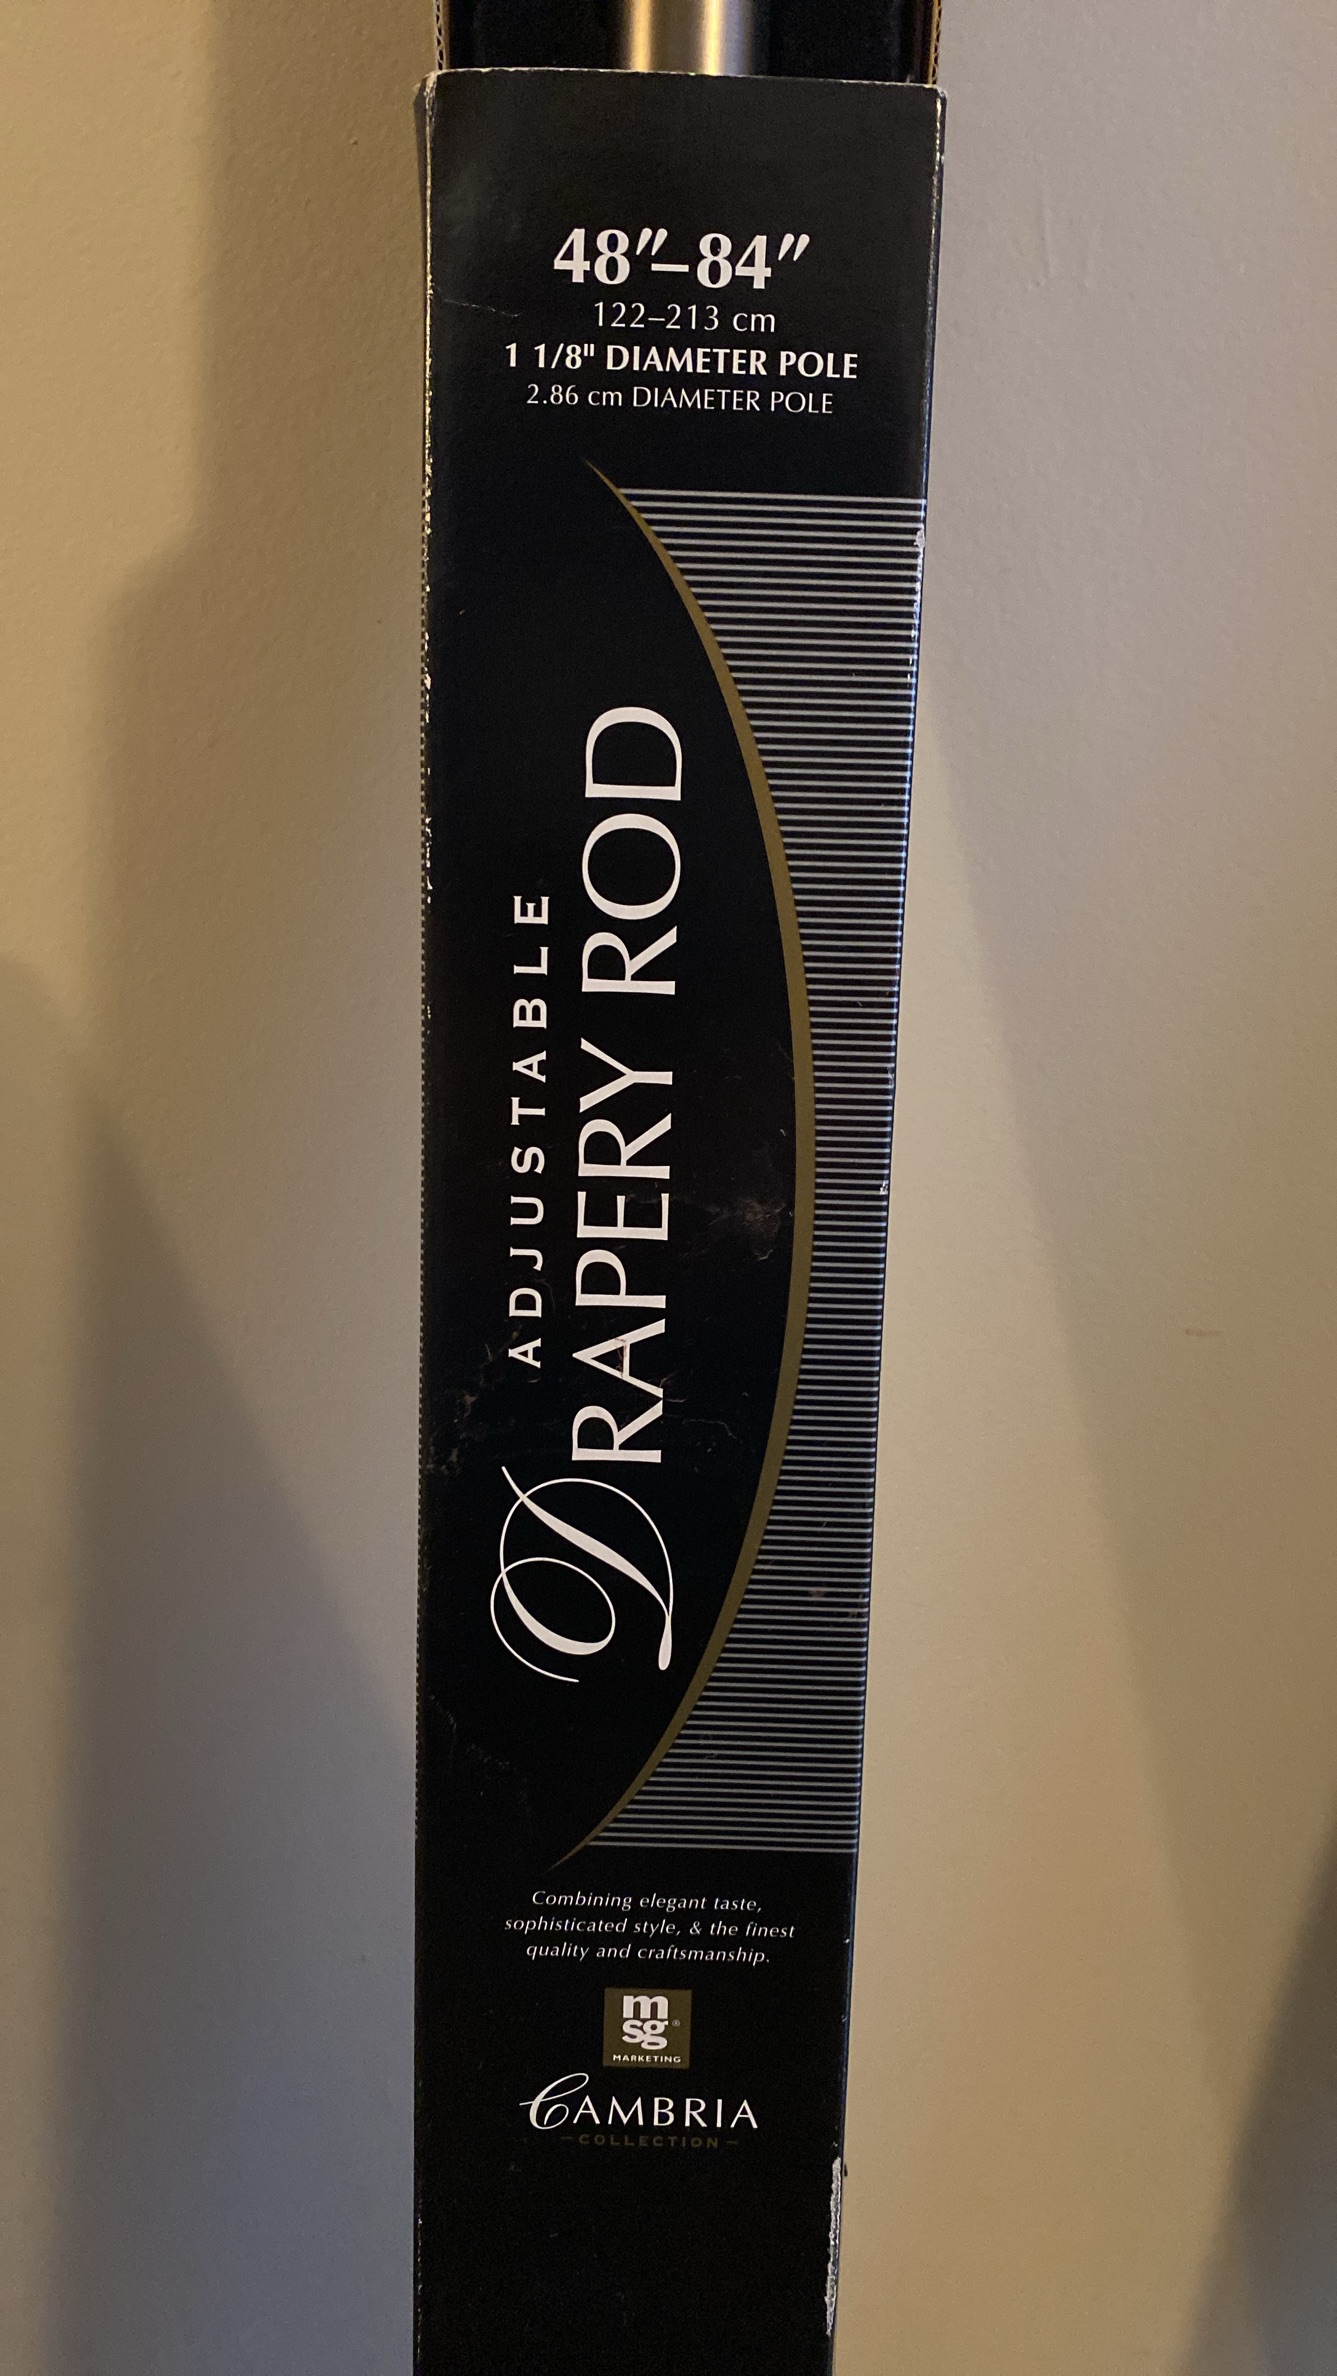 48"–84"
122–213 cm
1 1/8" DIAMETER POLE
2.86 cm DIAMETER POLE
ADJUSTABLE
DRAPERY ROD
Combining elegant taste,
sophisticated style, & the finest
quality and craftsmanship.
m
sg®
MARKETING
CAMBRIA
–COLLECTION–